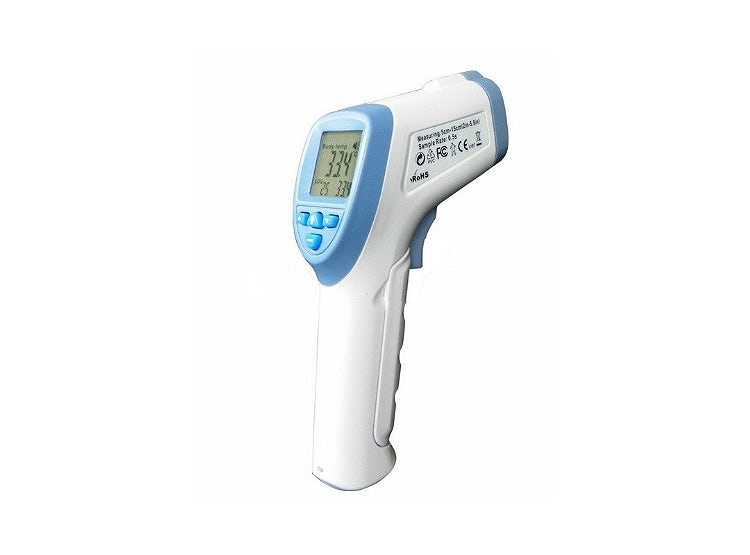 Measuring: 5cm-15cm(2in-5.9in)
Sample Rate: 0.5s
FC CE
RoHS
Body temp
33.4°
LOG
25 33.4